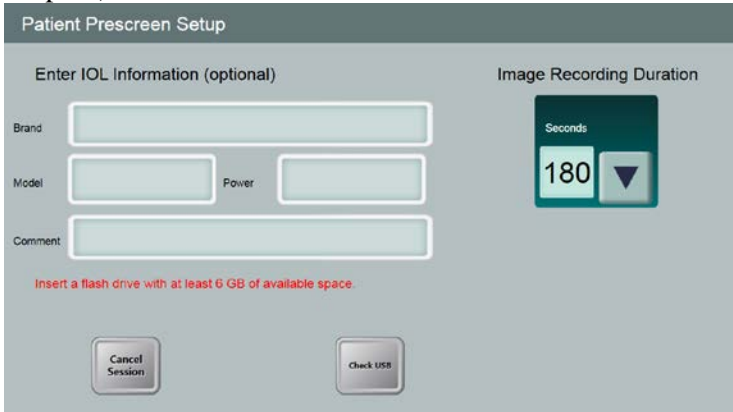 Patient Prescreen Setup
Enter IOL Information (optional)
Image Recording Duration
Brand
Seconds
180
Model
Power
Comment
Insert a flash drive with at least 6 GB of available space.
Cancel
Session
Check USB